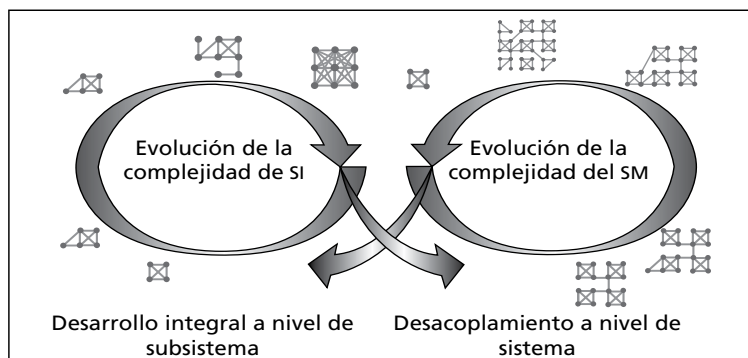 Evolución de la
complejidad de SI
Evolución de la
complejidad del SM
Desarrollo integral a nivel de
subsistema
Desacoplamiento a nivel de
sistema